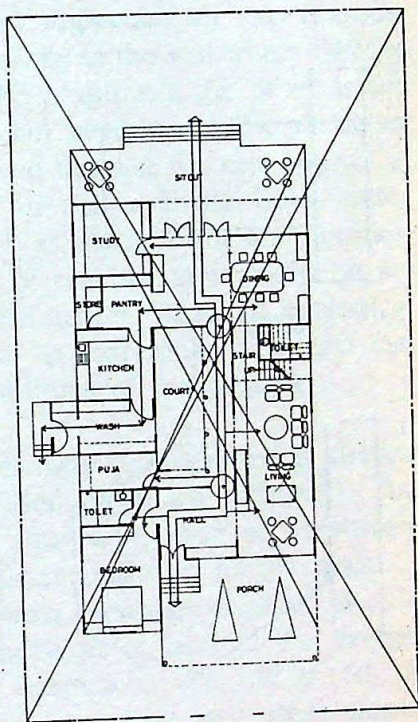 SITOUT
STUDY
DINING
STORE
PANTRY
STAIR
TOILET
KITCHEN
UP
COURT
WASH
PUJA
LIVING
TOILET
HALL
BEDROOM
PORCH